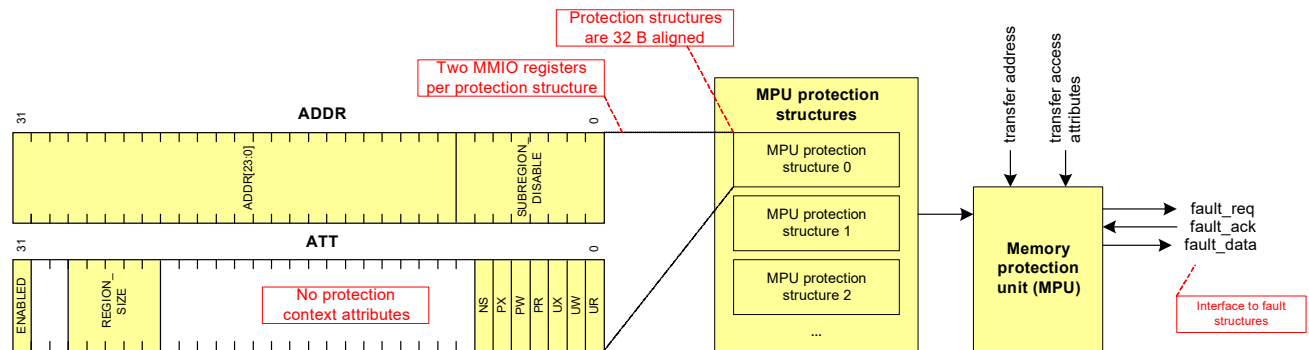 Protection structures
are 32 B aligned
Two MMIO registers
per protection structure
ADDR
31
0
ADDR[23:0]
SUBREGION_
DISABLE
ATT
31
0
ENABLED
REGION_
SIZE
No protection
context attributes
NS
PX
PW
PR
UX
UW
UR
MPU protection
structures
MPU protection
structure 0
MPU protection
structure 1
MPU protection
structure 2
...
transfer address
transfer access
attributes
Memory
protection
unit (MPU)
fault_req
fault_ack
fault_data
Interface to fault
structures